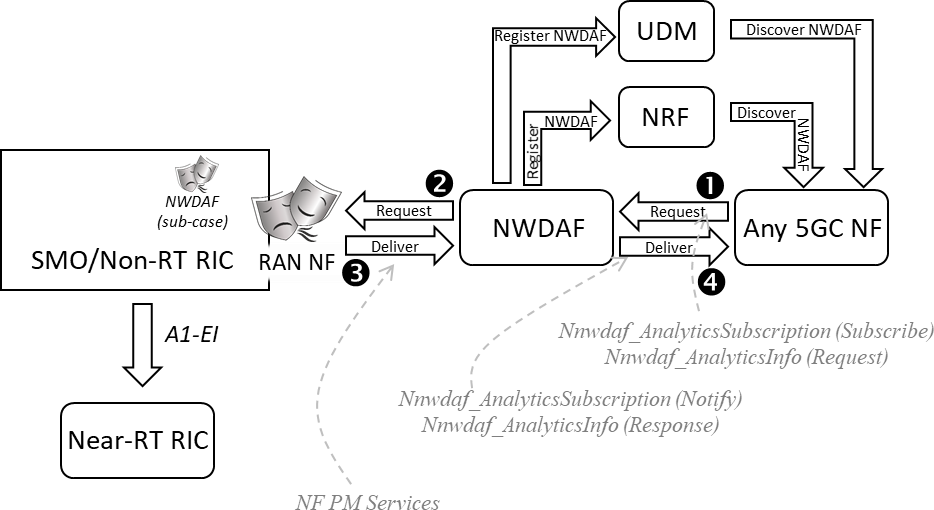 Register NWDAF
UDM
Discover NWDAF
Register
NWDAF
NRF
Discover
NWDAF
NWDAF
(sub-case)
SMO/Non-RT RIC
RAN NF
2
Request
Deliver
3
NWDAF
1
Request
Deliver
4
Any 5GC NF
A1-EI
Near-RT RIC
Nnwdaf_AnalyticsSubscription (Subscribe)
Nnwdaf_AnalyticsInfo (Request)
Nnwdaf_AnalyticsSubscription (Notify)
Nnwdaf_AnalyticsInfo (Response)
NF PM Services